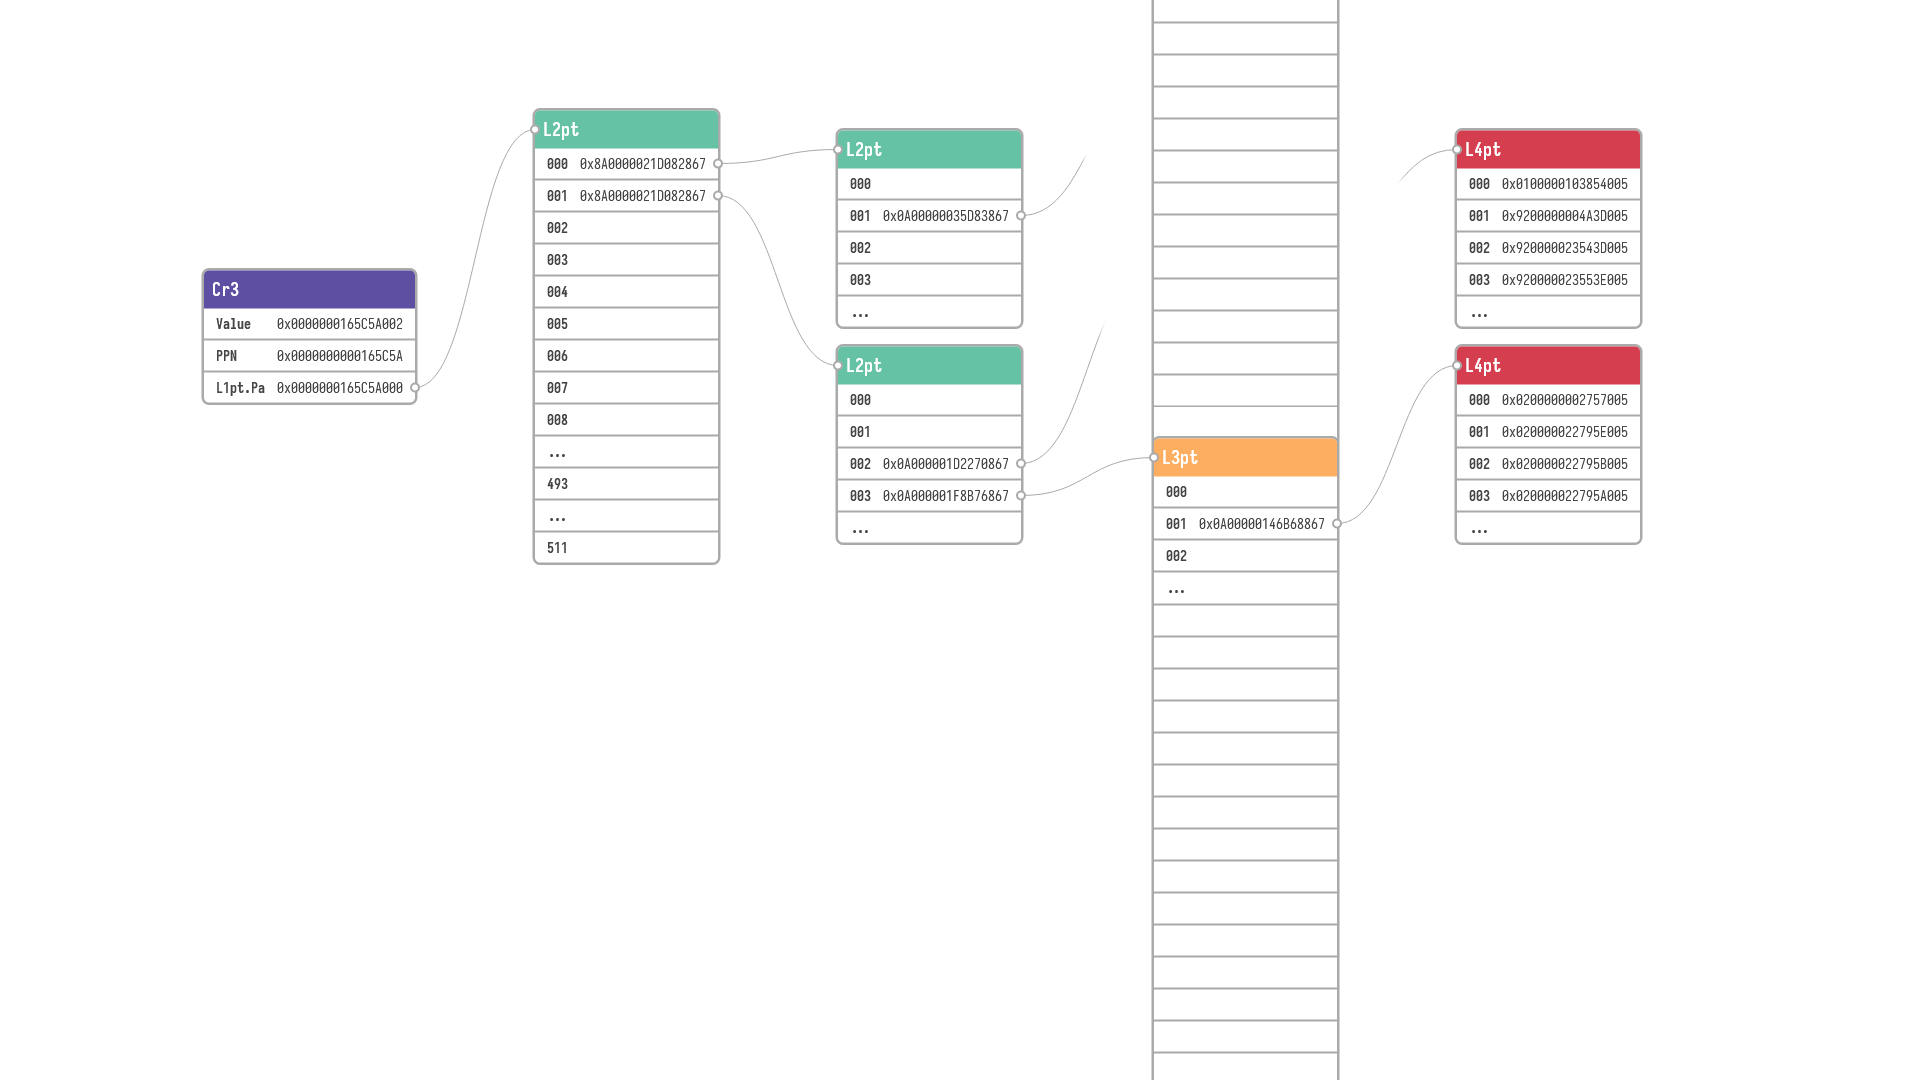 Cr3
Value 0x0000000165C5A002
PPN 0x0000000000165C5A
L1pt.Pa 0x0000000165C5A000
L2pt
000 0x8A0000021D082867
001 0x8A0000021D082867
002
003
004
005
006
007
008
...
493
...
511
L2pt
000
001 0x0A00000035D83867
002
003
...
L2pt
000
001
002 0x0A000001D2270867
003 0x0A000001F8B76867
...
L3pt
000
001 0x0A00000146B68867
002
...
L4pt
000 0x0100000103854005
001 0x9200000004A3D005
002 0x920000023543D005
003 0x920000023553E005
...
L4pt
000 0x0200000002757005
001 0x020000022795E005
002 0x020000022795B005
003 0x020000022795A005
...